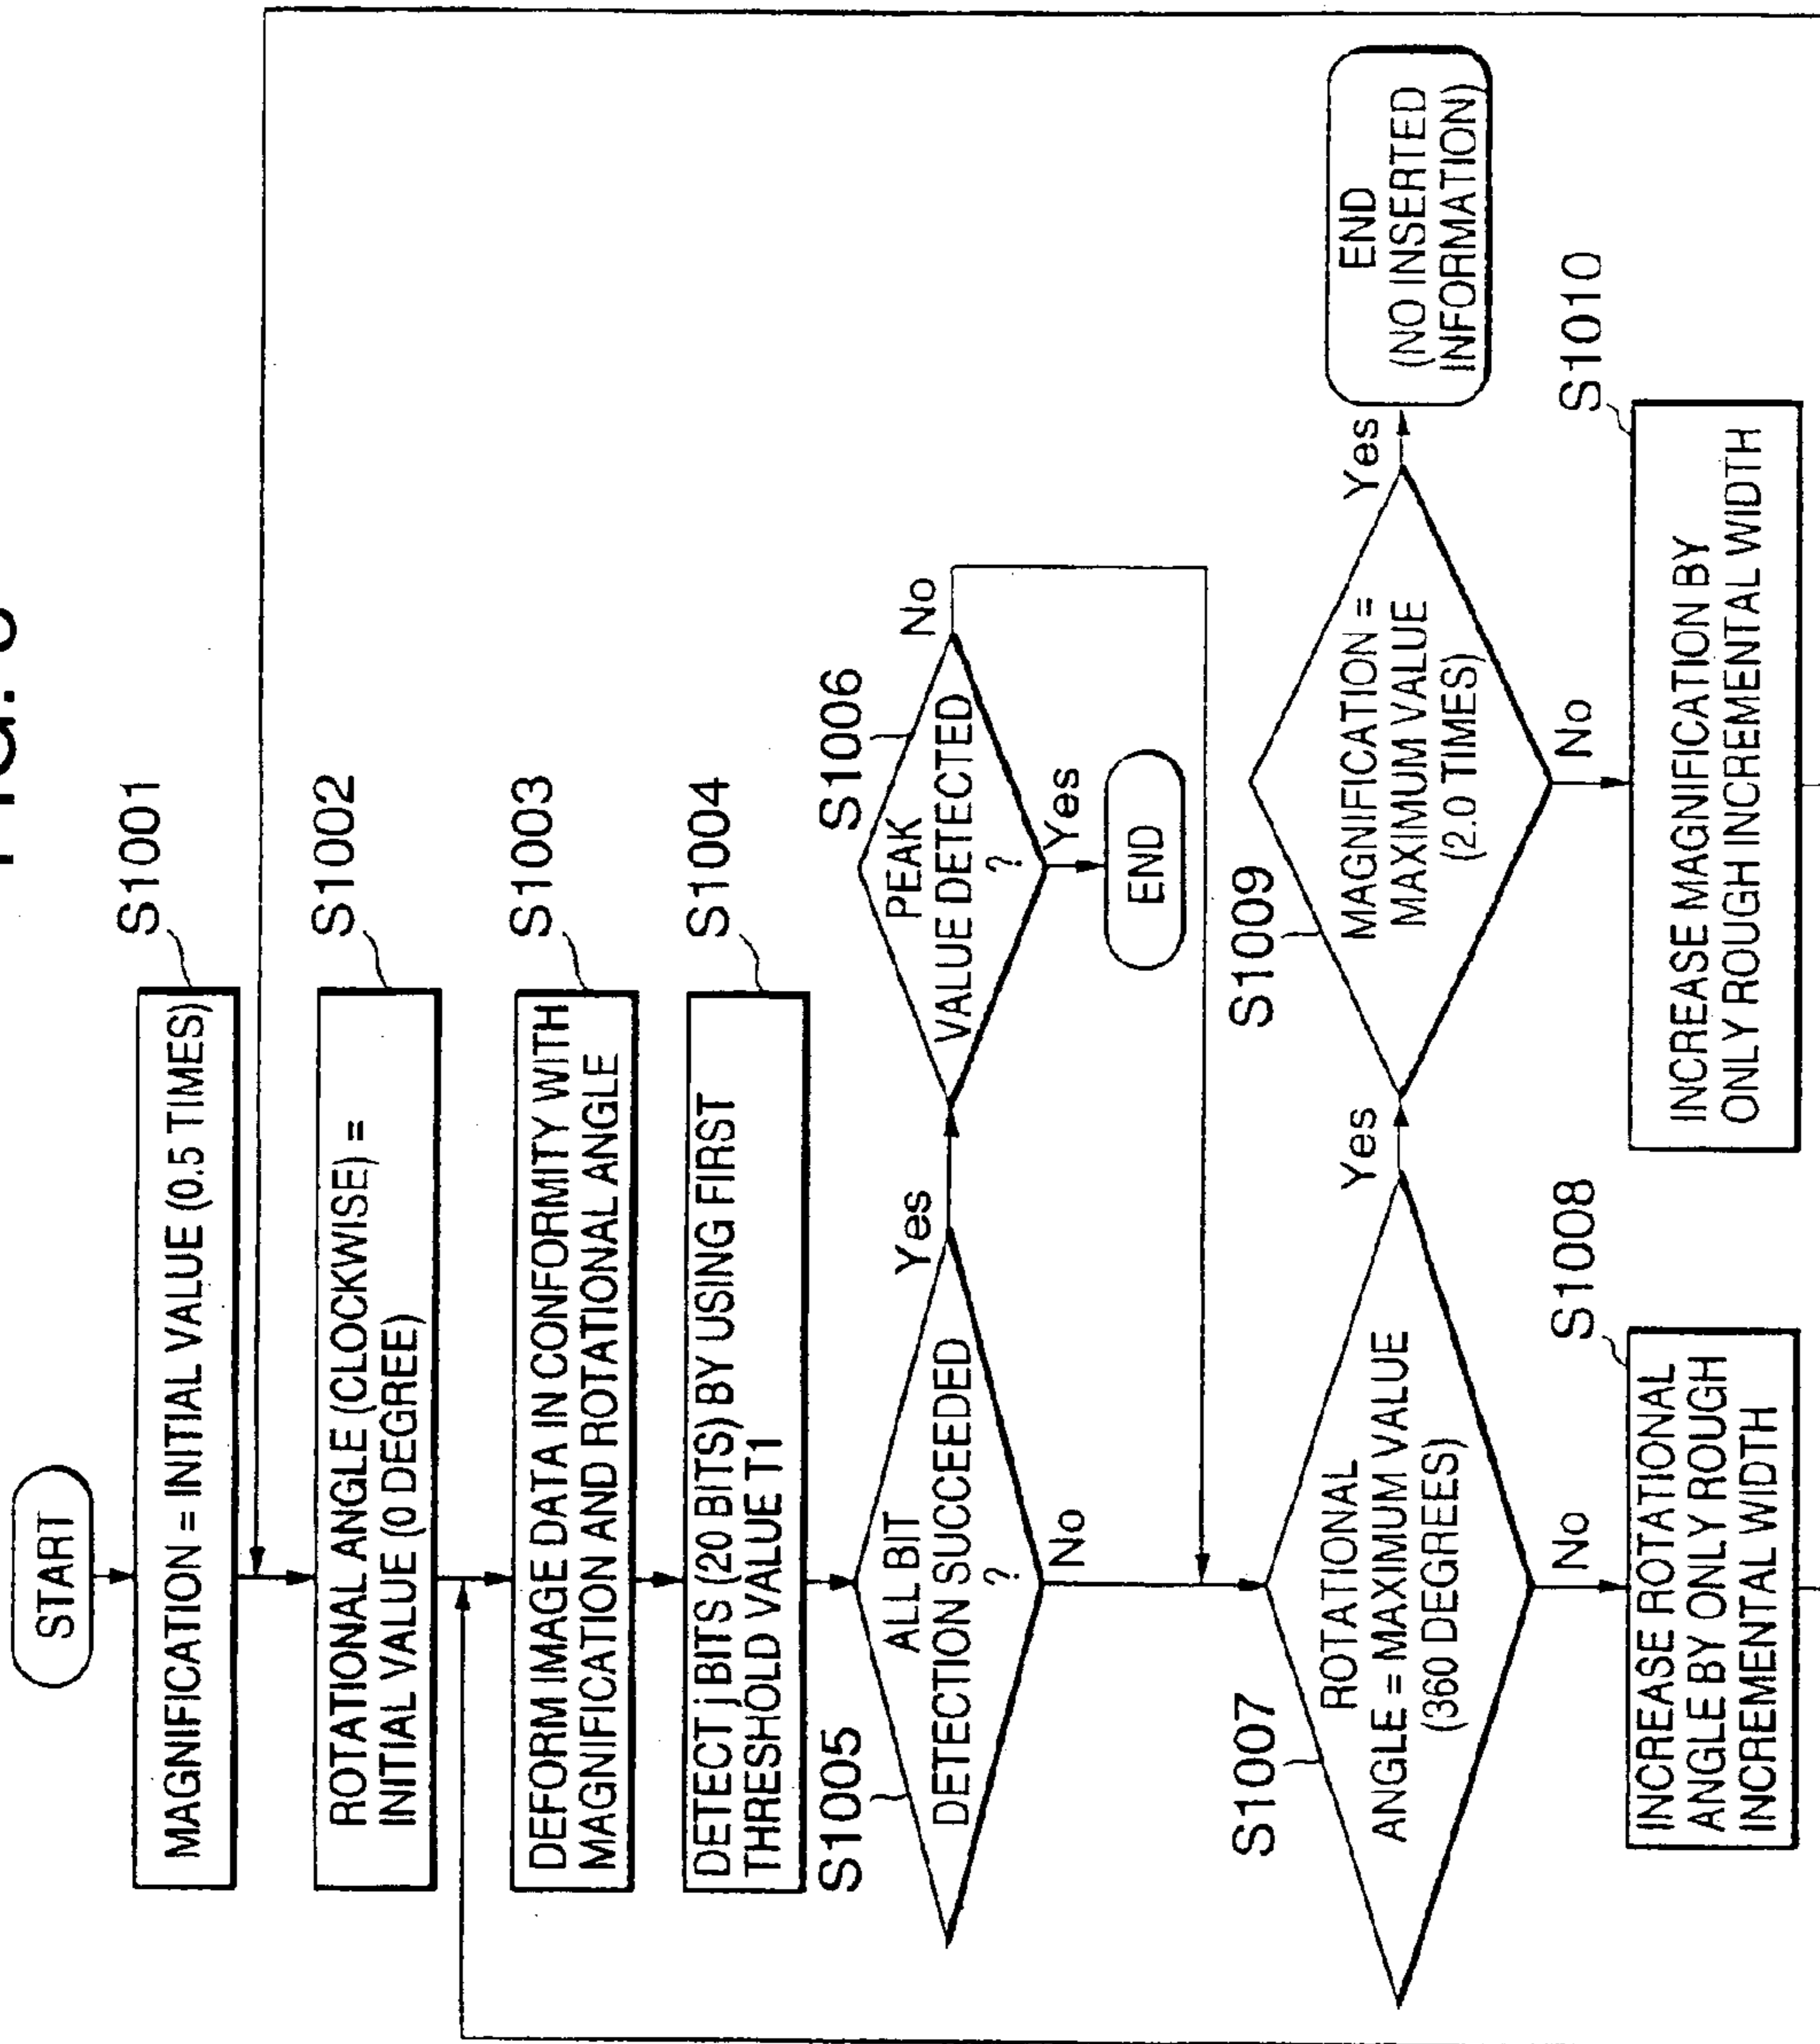 START
S1001
MAGNIFICATION = INITIAL VALUE (0.5 TIMES)
S1002
ROTATIONAL ANGLE (CLOCKWISE) =
INITIAL VALUE (0 DEGREE)
S1003
DEFORM IMAGE DATA IN CONFORMITY WITH
MAGNIFICATION AND ROTATIONAL ANGLE
S1004
DETECT j BITS (20 BITS) BY USING FIRST
THRESHOLD VALUE T1
S1005
ALL BIT
DETECTION SUCCEEDED
?
Yes
No
S1006
PEAK
VALUE DETECTED
?
No
Yes
END
S1007
ROTATIONAL
ANGLE = MAXIMUM VALUE
(360 DEGREES)
Yes
No
S1009
MAGNIFICATION =
MAXIMUM VALUE
(2.0 TIMES)
Yes
No
END
(NO INSERTED
INFORMATION)
S1008
INCREASE ROTATIONAL
ANGLE BY ONLY ROUGH
INCREMENTAL WIDTH
S1010
INCREASE MAGNIFICATION BY
ONLY ROUGH INCREMENTAL WIDTH